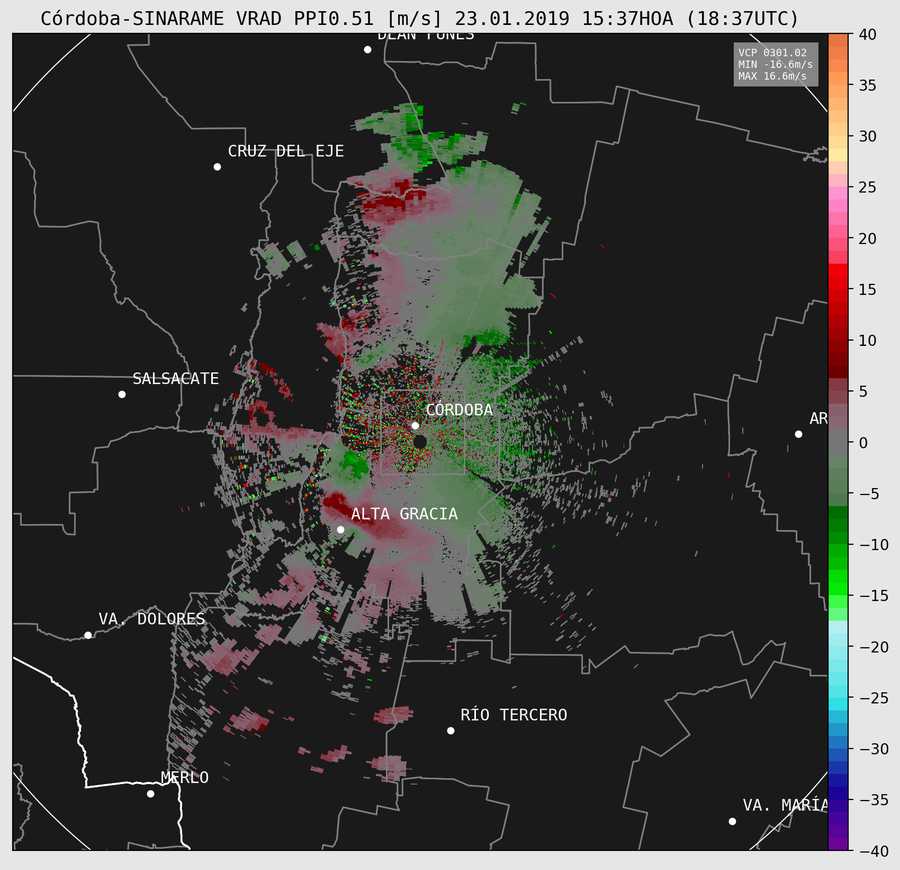 Córdoba-SINARAME VRAD PPI0.51 [m/s] 23.01.2019 15:37HOA (18:37UTC)
DEAN FUNES
VCP 0301.02
MIN -16.6m/s
MAX 16.6m/s
CRUZ DEL EJE
SALSACATE
CÓRDOBA
AR
ALTA GRACIA
VA. DOLORES
RÍO TERCERO
MERLO
VA. MARÍA
40
35
30
25
20
15
10
5
0
−5
−10
−15
−20
−25
−30
−35
−40